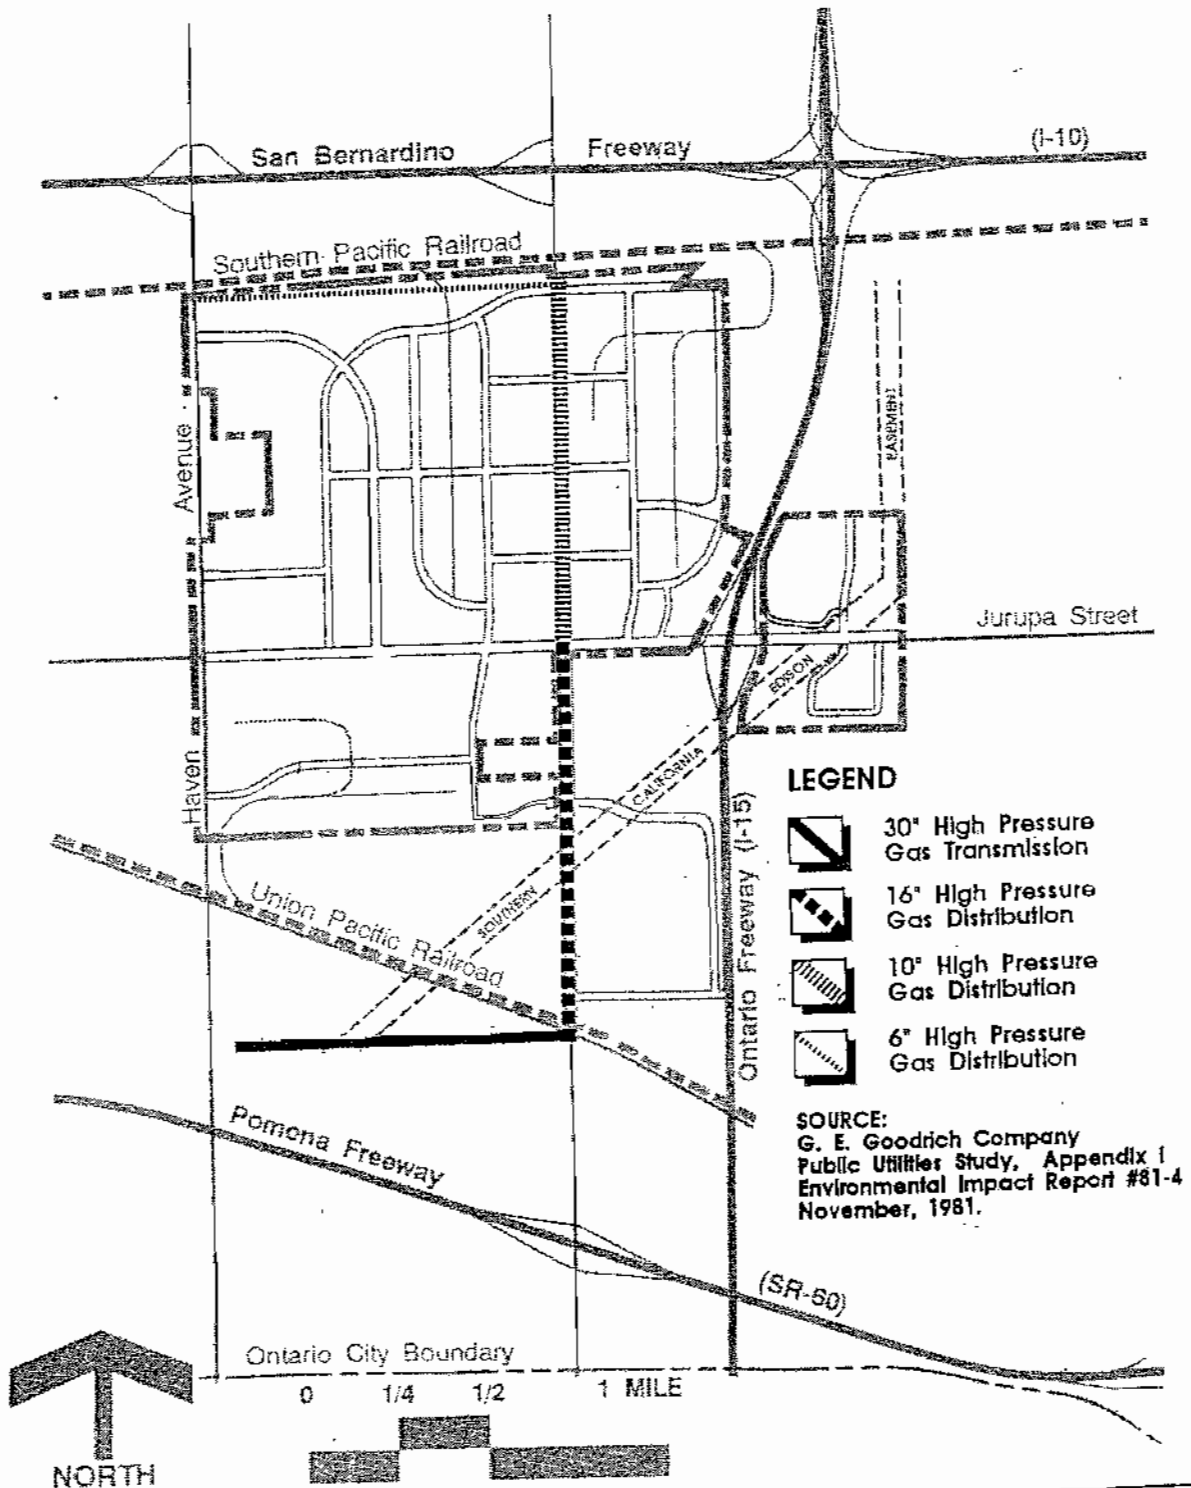 San Bernardino Freeway (I-10)
Southern Pacific Railroad
EASEMENT
Haven Avenue
Jurupa Street
EDISON
CALIFORNIA
SOUTHERN
Union Pacific Railroad
Ontario Freeway (I-15)
LEGEND
30" High Pressure
Gas Transmission
16" High Pressure
Gas Distribution
10" High Pressure
Gas Distribution
6" High Pressure
Gas Distribution
SOURCE:
G. E. Goodrich Company
Public Utilities Study, Appendix 1
Environmental Impact Report #81-4
November, 1981.
Pomona Freeway
(SR-60)
Ontario City Boundary
0 1/4 1/2 1 MILE
NORTH